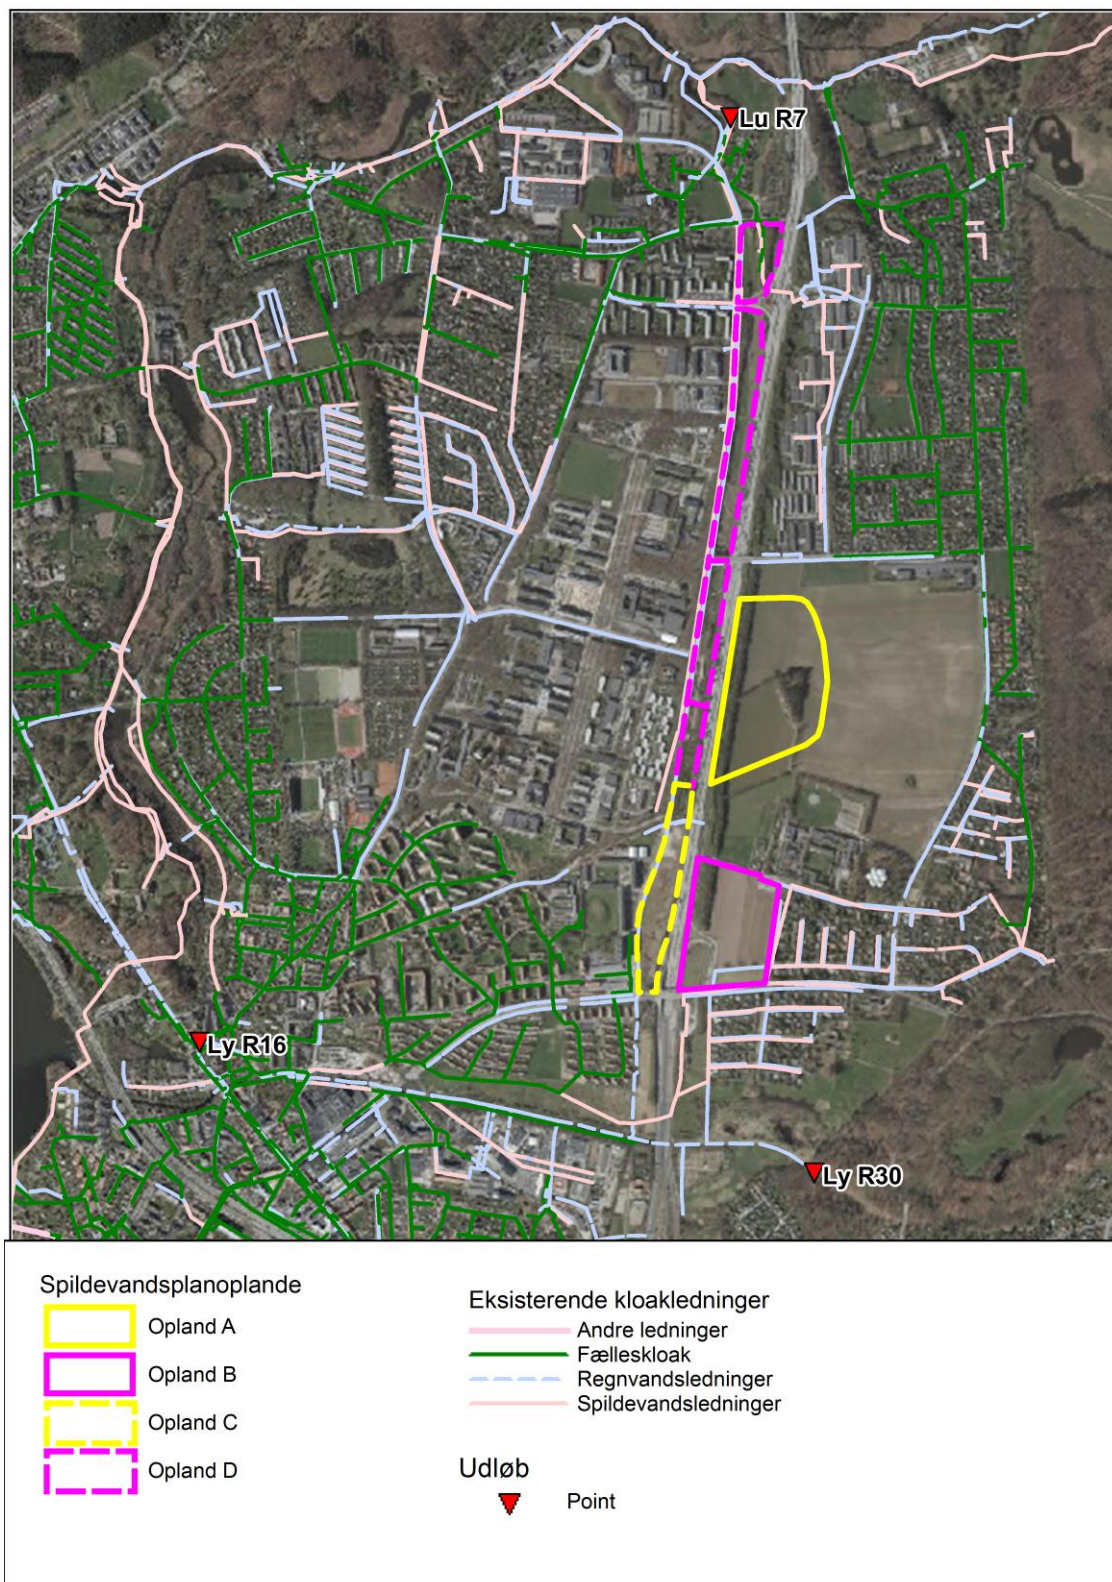 Lu R7
Ly R16
Ly R30
Spildevandsplanoplande
Opland A
Opland B
Opland C
Opland D
Eksisterende kloakledninger
Andre ledninger
Fælleskloak
Regnvandsledninger
Spildevandsledninger
Udløb
Point